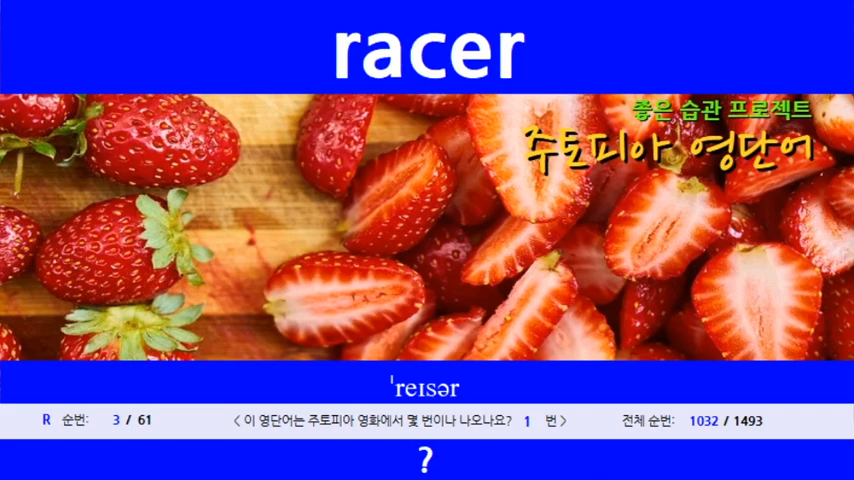 racer
좋은 습관 프로젝트
주토피아 영단어
ˈreɪsər
R 순번: 3 / 61 < 이 영단어는 주토피아 영화에서 몇 번이나 나오나요? 1 번 > 전체 순번: 1032 / 1493
?